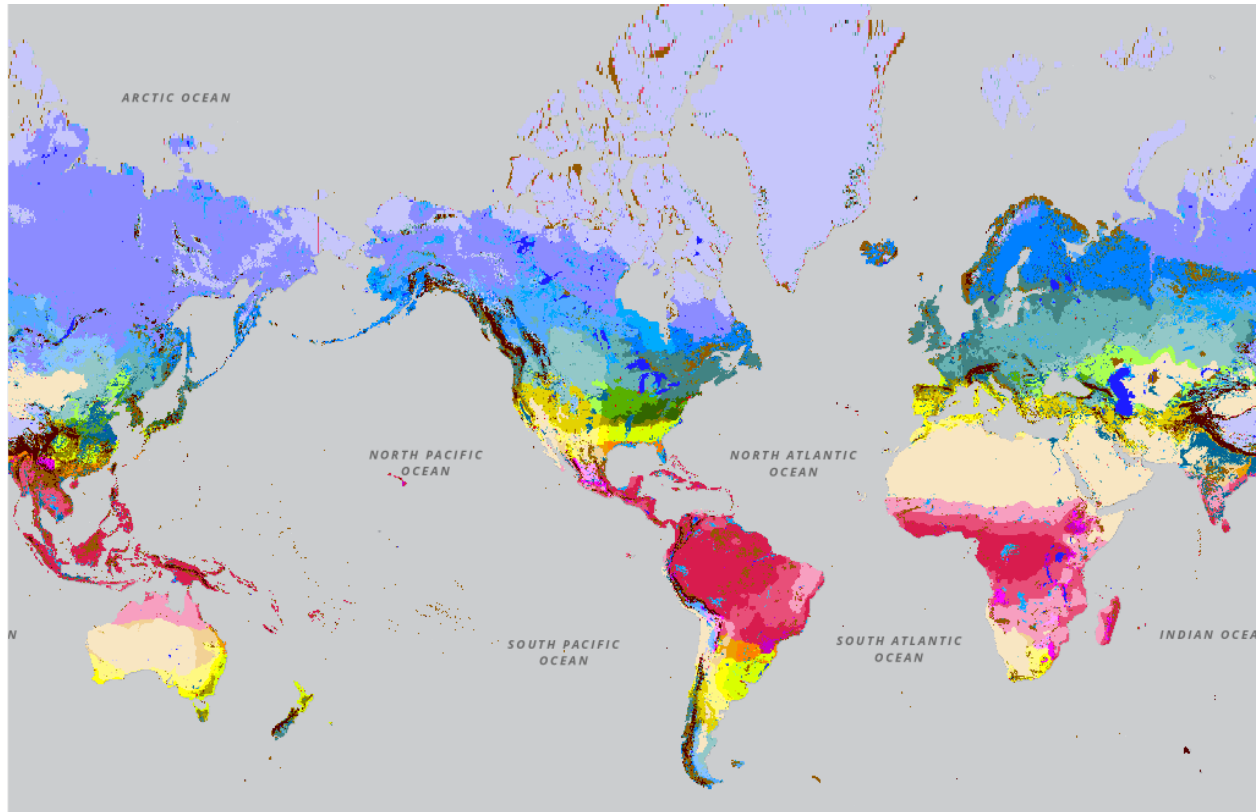 ARCTIC OCEAN
NORTH PACIFIC
OCEAN
NORTH ATLANTIC
OCEAN
N
SOUTH PACIFIC
OCEAN
SOUTH ATLANTIC
OCEAN
INDIAN OCEA